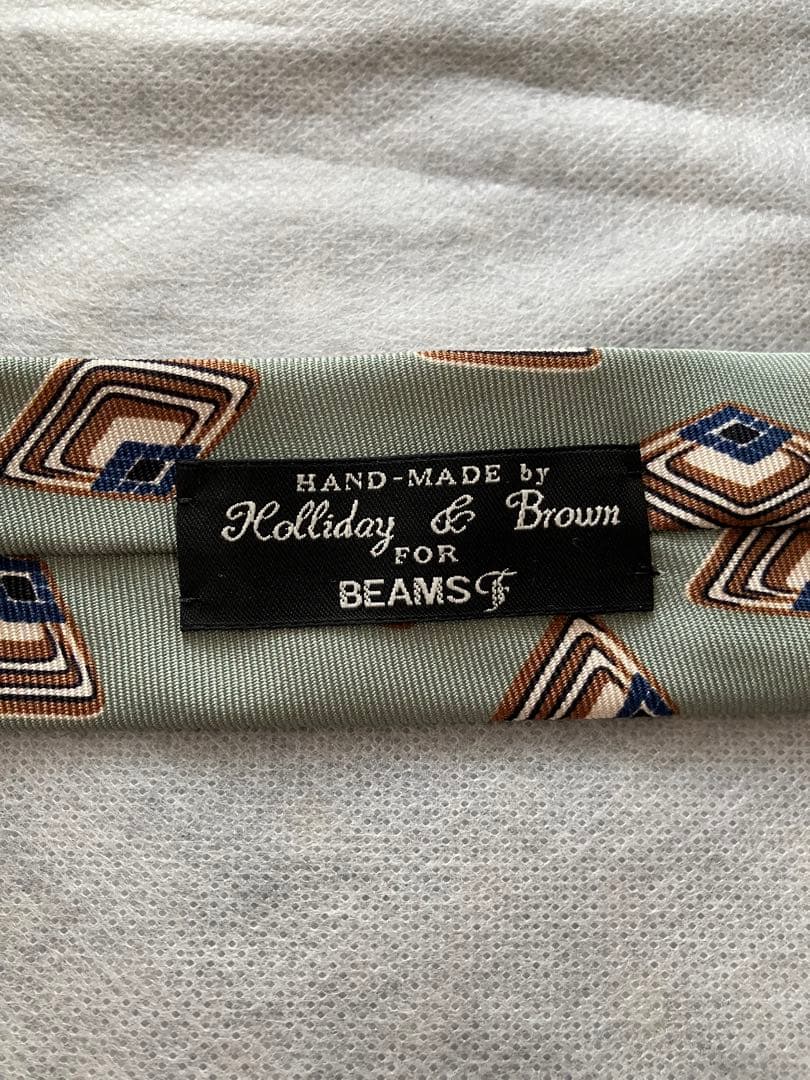 HAND-MADE by
Holliday & Brown
FOR
BEAMS F